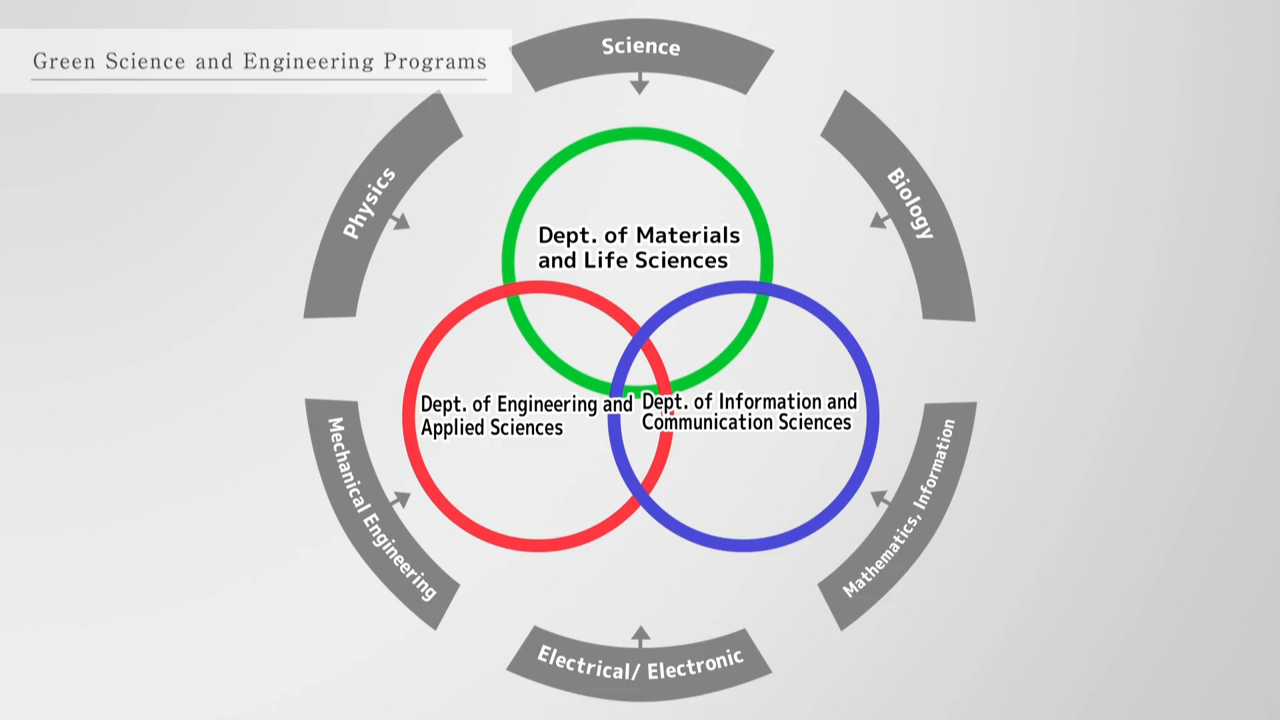 Green Science and Engineering Programs
Science
Physics
Biology
Dept. of Materials
and Life Sciences
Dept. of Engineering and
Applied Sciences
Dept. of Information and
Communication Sciences
Mechanical Engineering
Mathematics, Information
Electrical/ Electronic